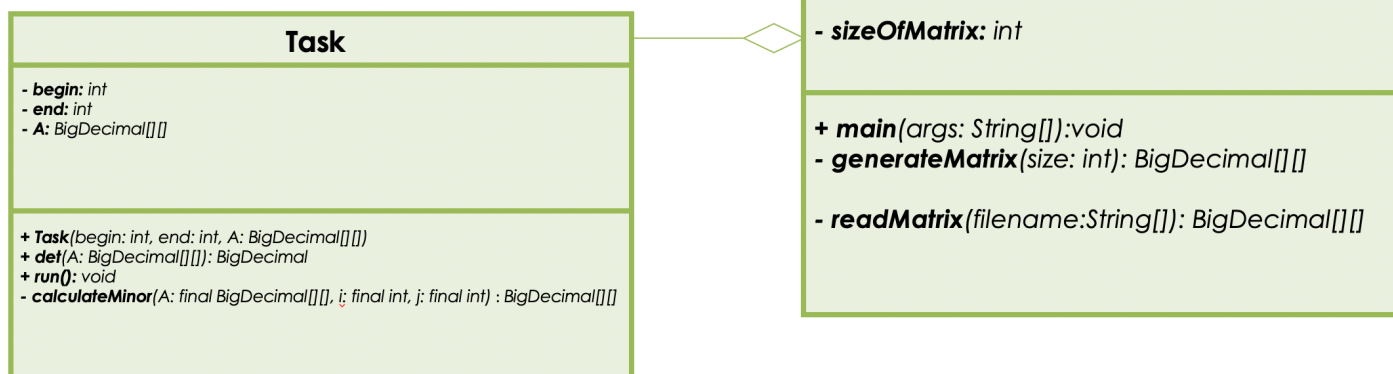 Task
- begin: int
- end: int
- A: BigDecimal[][]
+ Task(begin: int, end: int, A: BigDecimal[][])
+ det(A: BigDecimal[][]): BigDecimal
+ run(): void
- calculateMinor(A: final BigDecimal[][], i: final int, j: final int) : BigDecimal[][]
- sizeOfMatrix: int
+ main(args: String[]):void
- generateMatrix(size: int): BigDecimal[][]
- readMatrix(filename:String[]): BigDecimal[][]